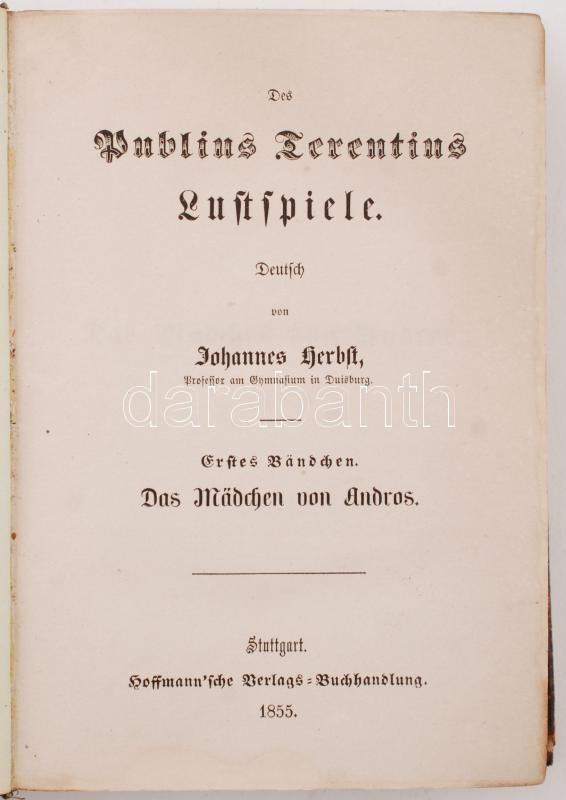 Des
Publius Terentius
Luſtſpiele.
Deutſch
von
Johannes Herbſt,
Profeſſor am Gymnaſium in Duisburg.
darabanth
Erſtes Bändchen.
Das Mädchen von Andros.
Stuttgart.
Hoffmann'ſche Verlags-Buchhandlung.
1855.